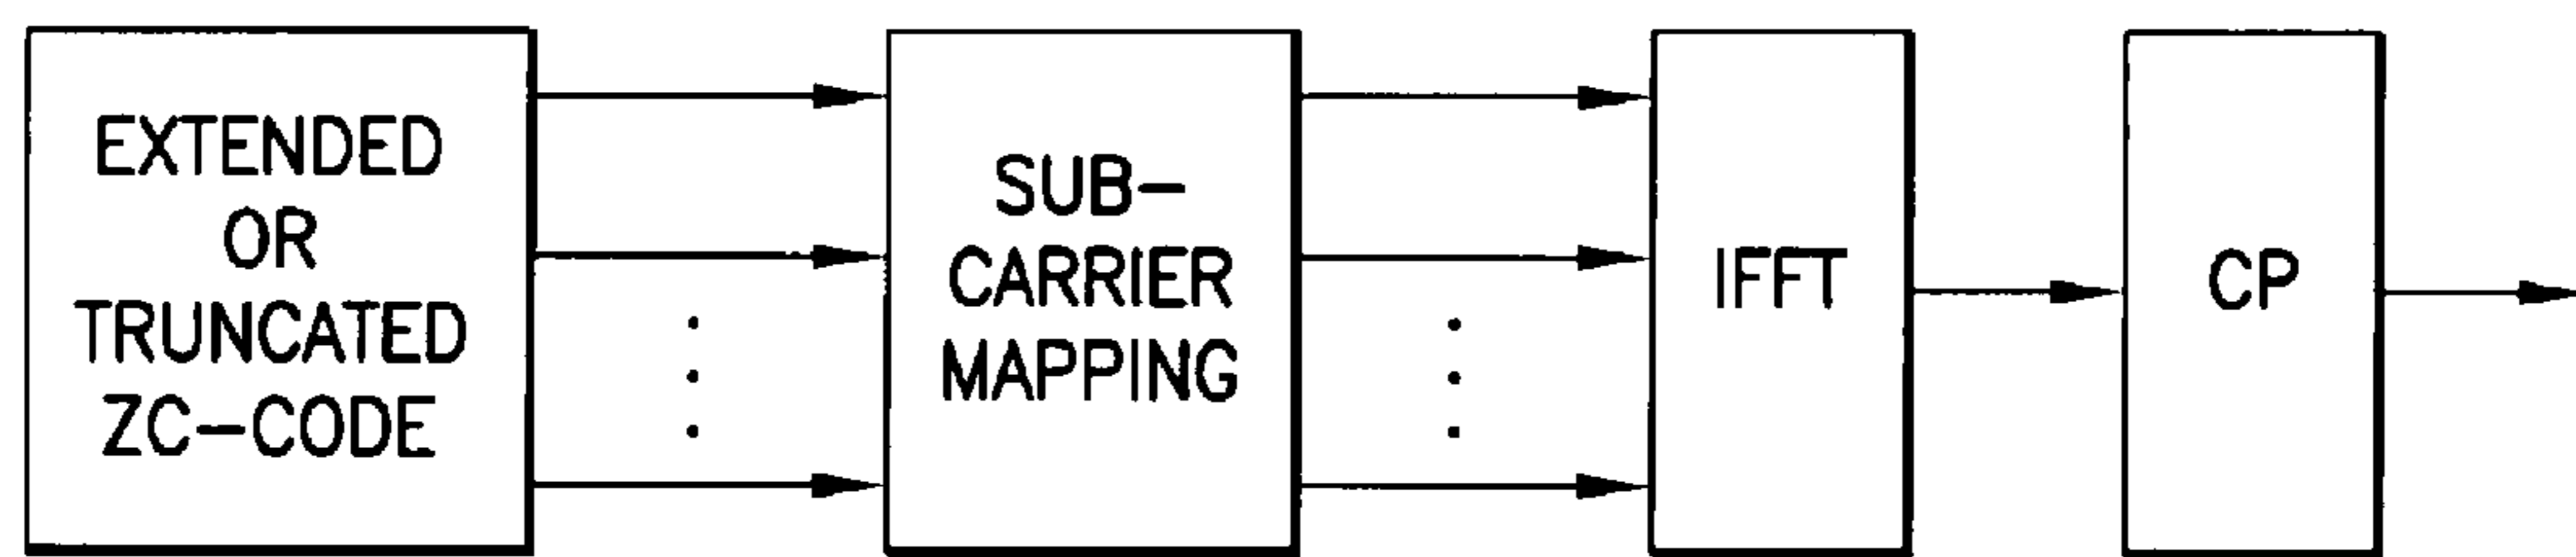 EXTENDED
OR
TRUNCATED
ZC-CODE
SUB-
CARRIER
MAPPING
IFFT
CP